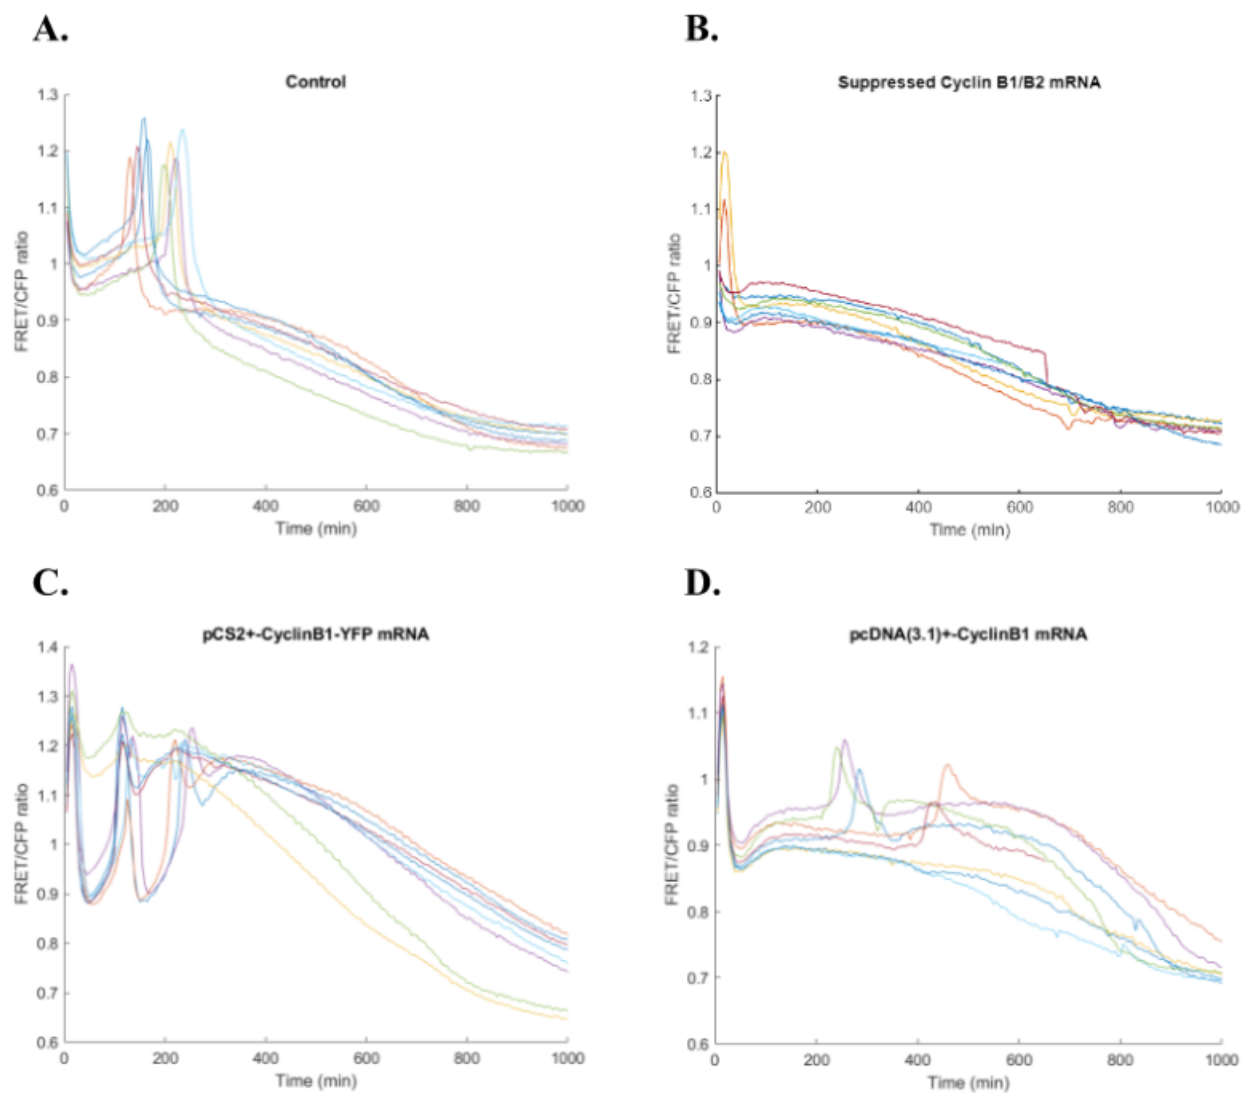 A.
Control
1.3
1.2
1.1
1
0.9
0.8
0.7
0.6
FRET/CFP ratio
0 200 400 600 800 1000
Time (min)
B.
Suppressed Cyclin B1/B2 mRNA
1.3
1.2
1.1
1
0.9
0.8
0.7
0.6
FRET/CFP ratio
0 200 400 600 800 1000
Time (min)
C.
pCS2+-CyclinB1-YFP mRNA
1.4
1.3
1.2
1.1
1
0.9
0.8
0.7
0.6
FRET/CFP ratio
0 200 400 600 800 1000
Time (min)
D.
pcDNA(3.1)+-CyclinB1 mRNA
1.2
1.1
1
0.9
0.8
0.7
0.6
FRET/CFP ratio
0 200 400 600 800 1000
Time (min)